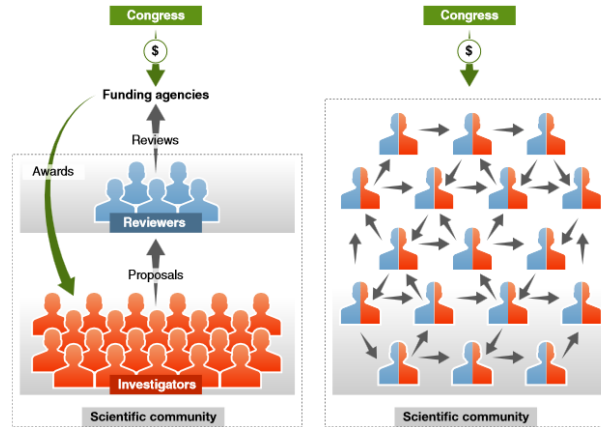 Congress
$
Funding agencies
Reviews
Awards
Reviewers
Proposals
Investigators
Scientific community
Congress
$
Scientific community